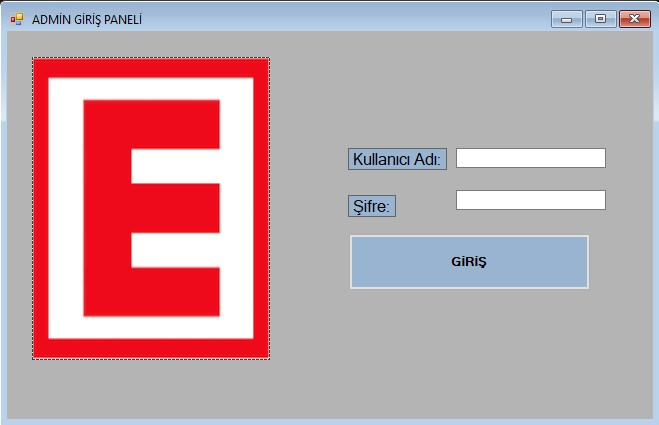 ADMİN GİRİŞ PANELİ
E
Kullanıcı Adı:
Şifre:
GİRİŞ